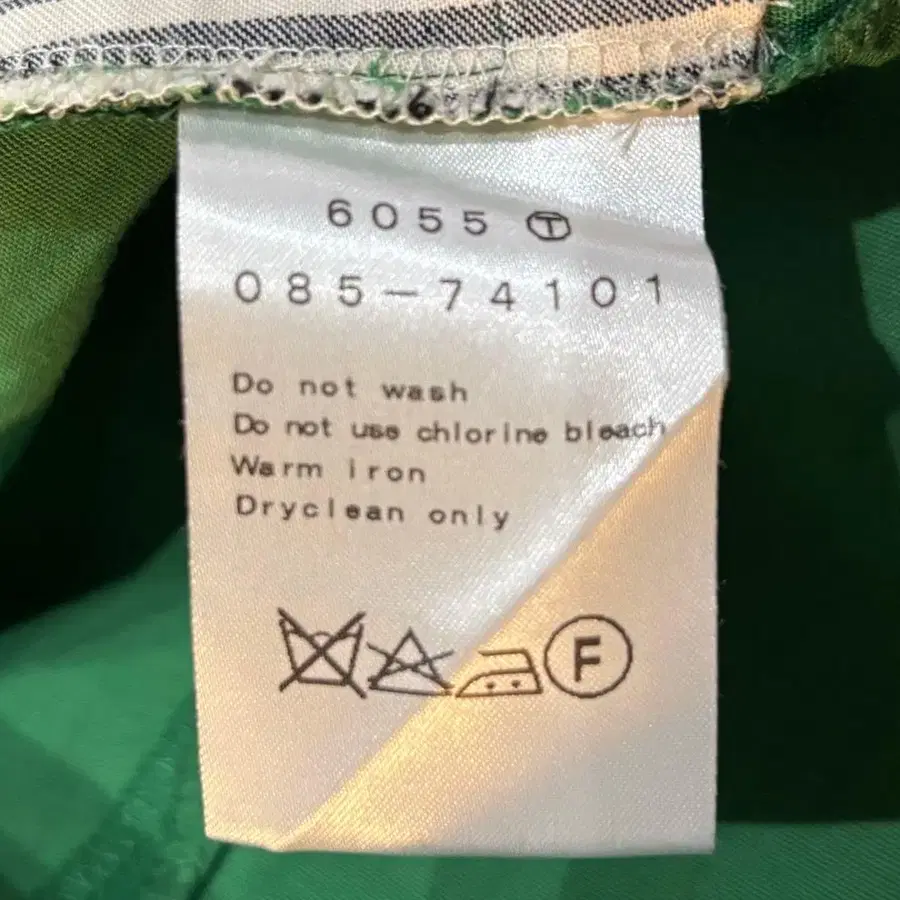 6055 Ⓣ
085-74101
Do not wash
Do not use chlorine bleach
Warm iron
Dryclean only
F